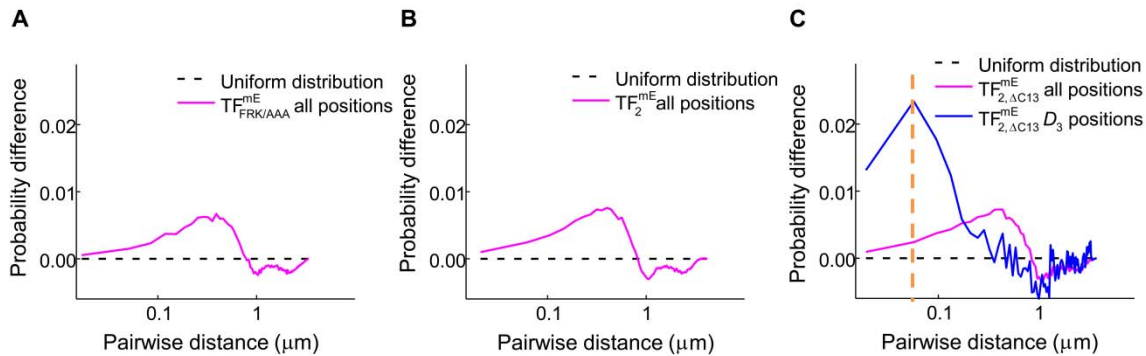 A
Probability difference
0.02
0.01
0.00
Uniform distribution
TF^mE_FRK/AAA all positions
0.1
1
Pairwise distance (μm)
B
Probability difference
0.02
0.01
0.00
Uniform distribution
TF^mE_2 all positions
0.1
1
Pairwise distance (μm)
C
Probability difference
0.02
0.01
0.00
Uniform distribution
TF^mE_2,ΔC13 all positions
TF^mE_2,ΔC13 D_3 positions
0.1
1
Pairwise distance (μm)